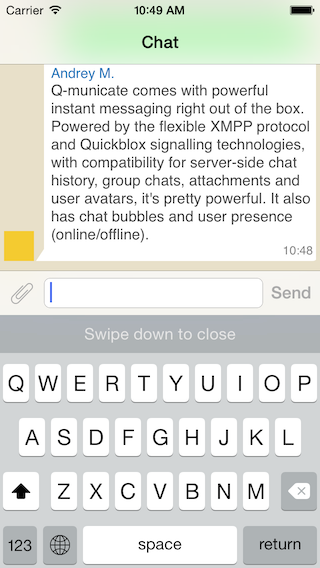 Carrier 10:49 AM
Chat
Andrey M.
Q-municate comes with powerful
instant messaging right out of the box.
Powered by the flexible XMPP protocol
and Quickblox signalling technologies,
with compatibility for server-side chat
history, group chats, attachments and
user avatars, it's pretty powerful. It also
has chat bubbles and user presence
(online/offline).
10:48
Send
Swipe down to close
Q W E R T Y U I O P
A S D F G H J K L
Z X C V B N M
123 space return